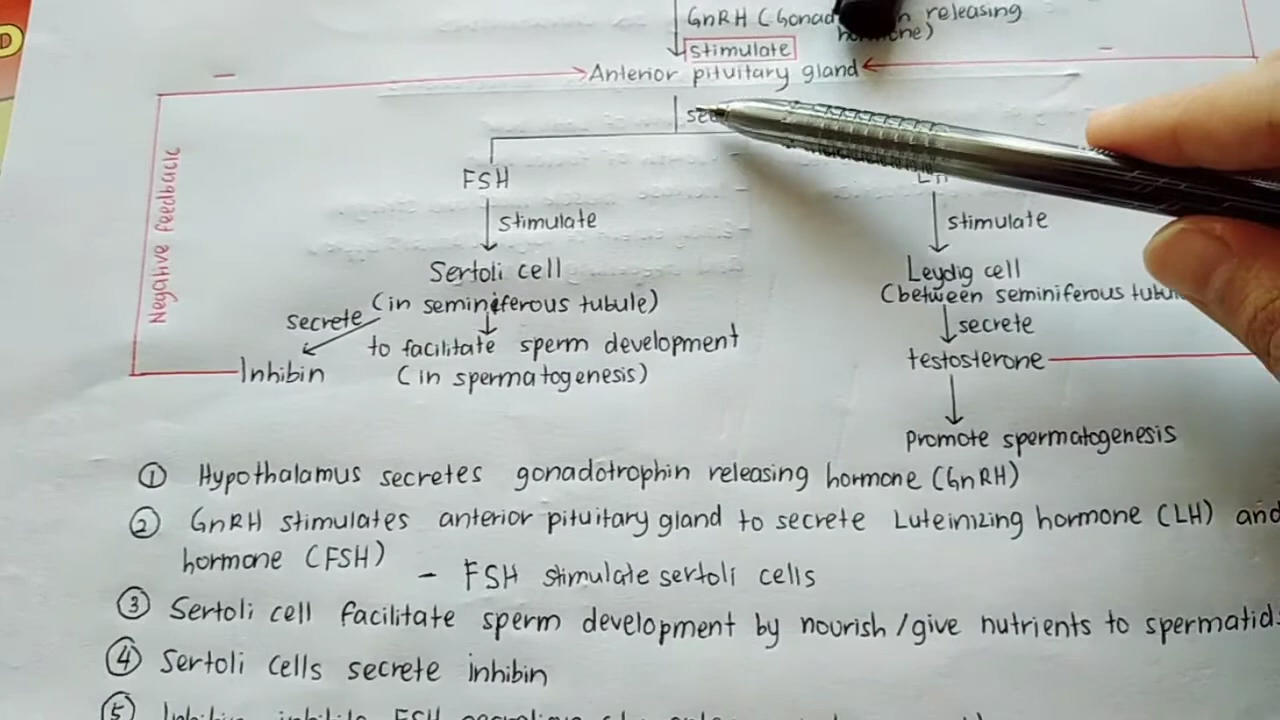 GnRH (Gonad releasing
stimulate
Anterior pituitary gland
Negative feedback
FSH
LH
stimulate
stimulate
Sertoli cell
(in seminiferous tubule)
Leydig cell
(between seminiferous
secrete
to facilitate sperm development
(in spermatogenesis)
Inhibin
secrete
testosterone
Promote spermatogenesis
① Hypothalamus secretes gonadotrophin releasing hormone (GnRH)
② GnRH stimulates anterior pituitary gland to secrete Luteinizing hormone (LH) and
hormone (FSH)
- FSH stimulate sertoli cells
③ Sertoli cell facilitate sperm development by nourish/give nutrients to spermatid
④ Sertoli cells secrete inhibin
⑤